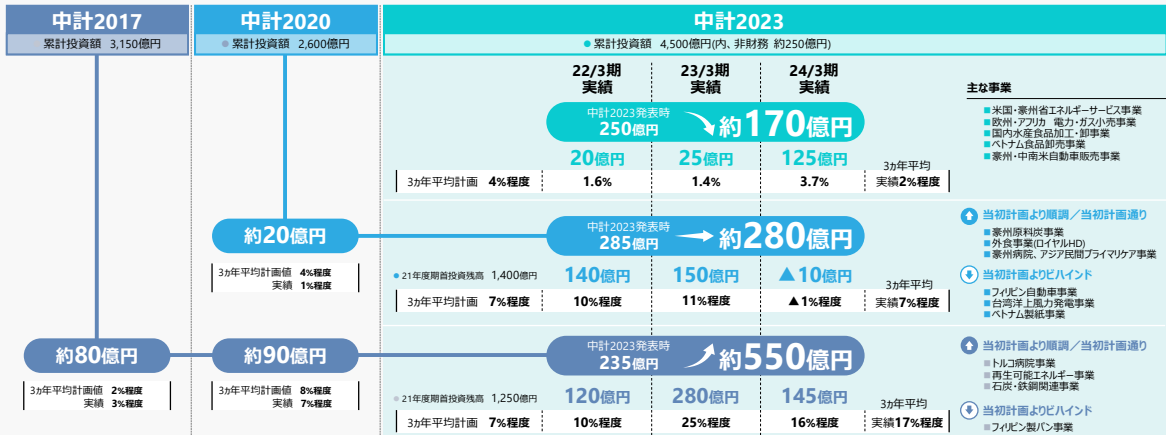 中計2017
累計投資額 3,150億円
中計2020
● 累計投資額 2,600億円
中計2023
● 累計投資額 4,500億円(内、非財務 約250億円)
22/3期
実績
23/3期
実績
24/3期
実績
中計2023発表時
250億円
約170億円
20億円
25億円
125億円
3ヵ年平均計画 4%程度
1.6%
1.4%
3.7%
3ヵ年平均
実績2%程度
主な事業
■米国・豪州省エネルギーサービス事業
■欧州・アフリカ 電力・ガス小売事業
■国内水産食品加工・卸事業
■ベトナム食品卸売事業
■豪州・中南米自動車販売事業
約20億円
3ヵ年平均計画値 4%程度
実績 1%程度
中計2023発表時
285億円
約280億円
● 21年度期首投資残高 1,400億円
140億円
150億円
▲10億円
3ヵ年平均計画 7%程度
10%程度
11%程度
▲1%程度
3ヵ年平均
実績7%程度
当初計画より順調／当初計画通り
■豪州原料炭事業
■外食事業(ロイヤルHD)
■豪州病院、アジア民間プライマリケア事業
当初計画よりビハインド
■フィリピン自動車事業
■台湾洋上風力発電事業
■ベトナム製紙事業
約80億円
3ヵ年平均計画値 2%程度
実績 3%程度
約90億円
3ヵ年平均計画値 8%程度
実績 7%程度
中計2023発表時
235億円
約550億円
● 21年度期首投資残高 1,250億円
120億円
280億円
145億円
3ヵ年平均計画 7%程度
10%程度
25%程度
16%程度
3ヵ年平均
実績17%程度
当初計画より順調／当初計画通り
■トルコ病院事業
■再生可能エネルギー事業
■石炭・鉄鋼関連事業
当初計画よりビハインド
■フィリピン製パン事業